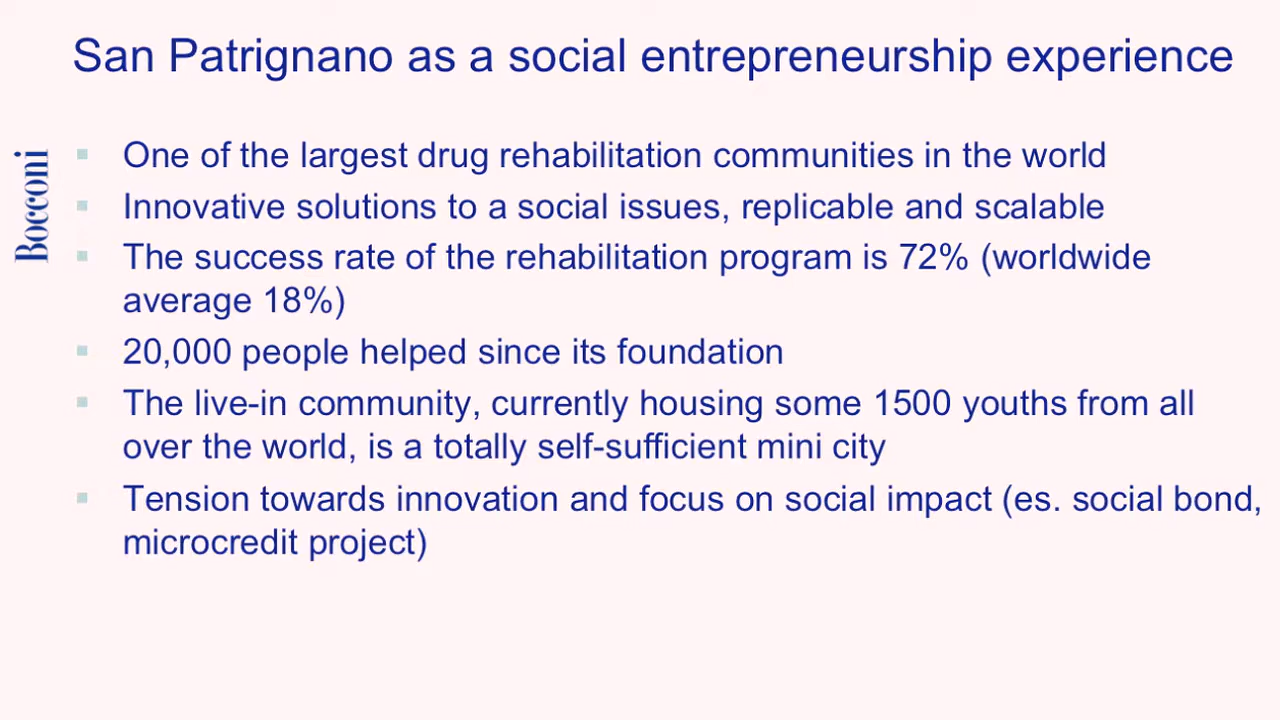 San Patrignano as a social entrepreneurship experience
Bocconi
One of the largest drug rehabilitation communities in the world
Innovative solutions to a social issues, replicable and scalable
The success rate of the rehabilitation program is 72% (worldwide
average 18%)
20,000 people helped since its foundation
The live-in community, currently housing some 1500 youths from all
over the world, is a totally self-sufficient mini city
Tension towards innovation and focus on social impact (es. social bond,
microcredit project)